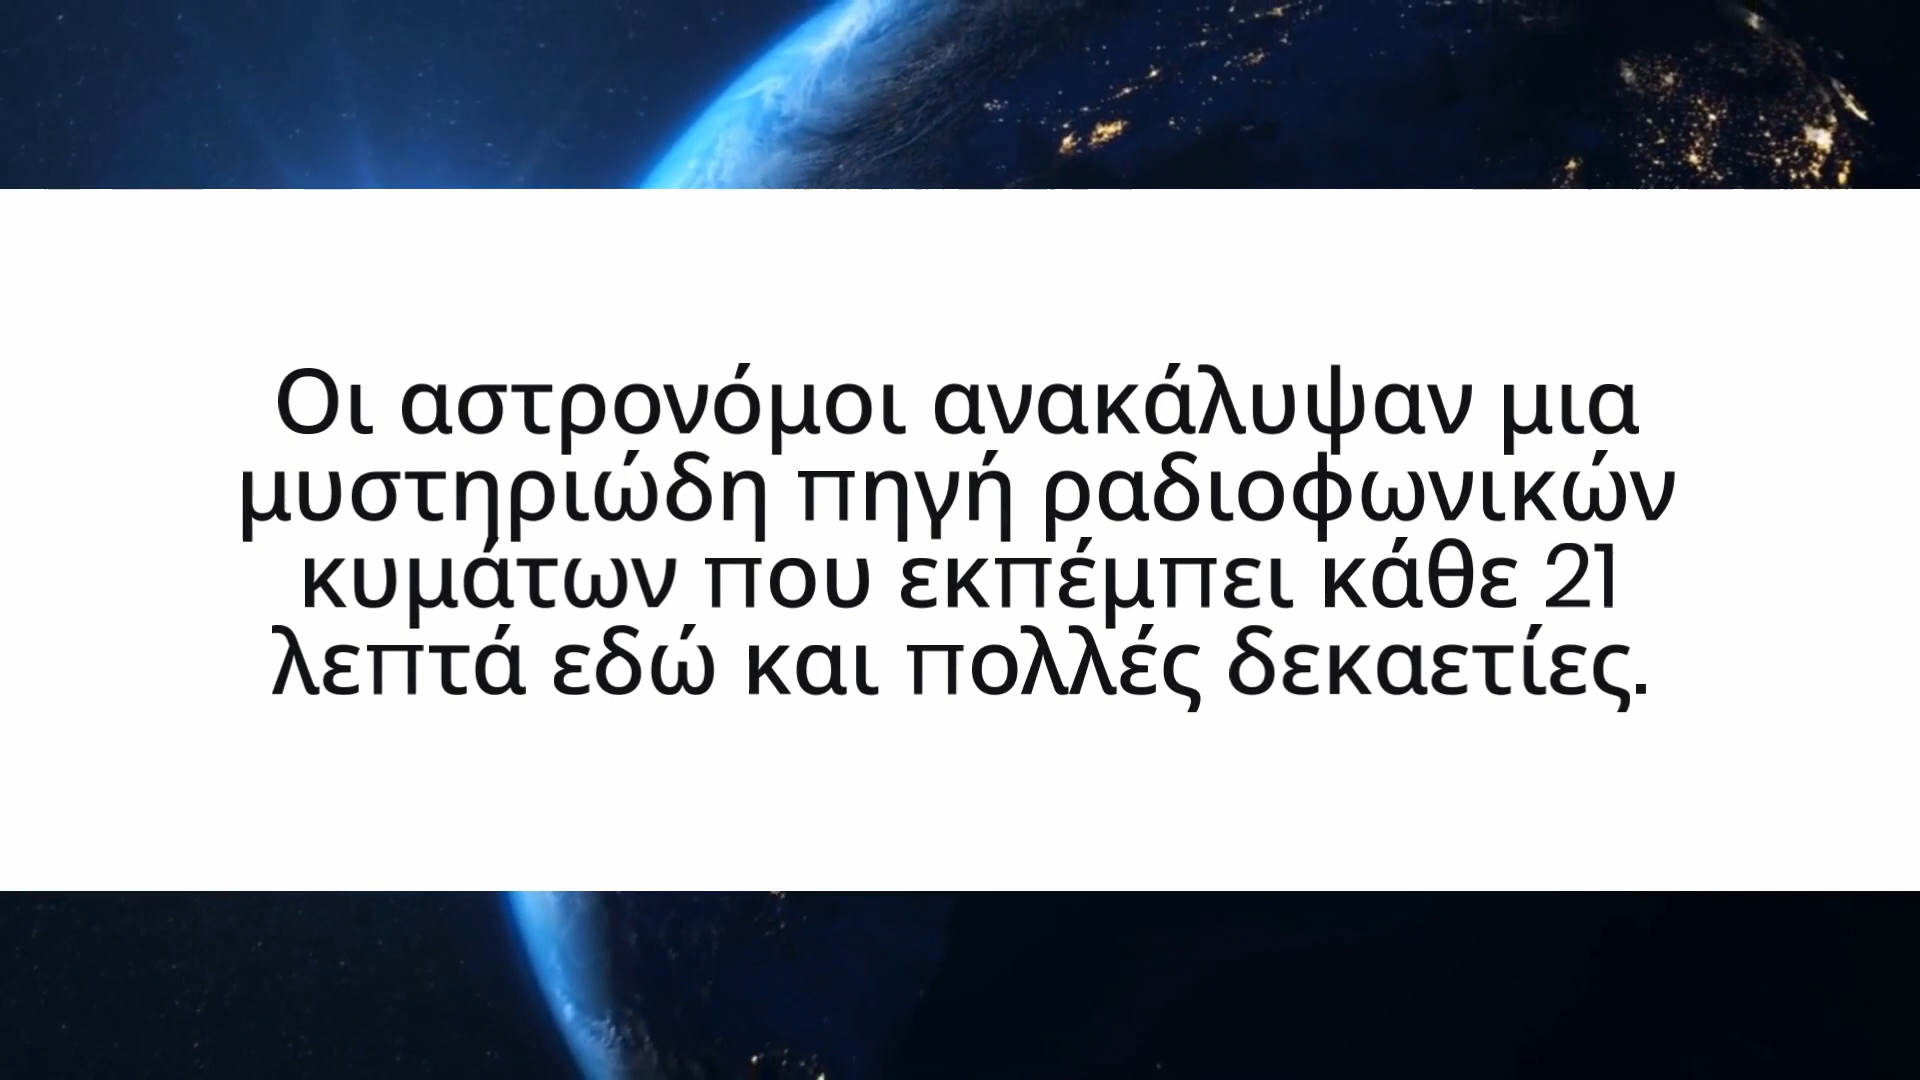 Οι αστρονόμοι ανακάλυψαν μια
μυστηριώδη πηγή ραδιοφωνικών
κυμάτων που εκπέμπει κάθε 21
λεπτά εδώ και πολλές δεκαετίες.